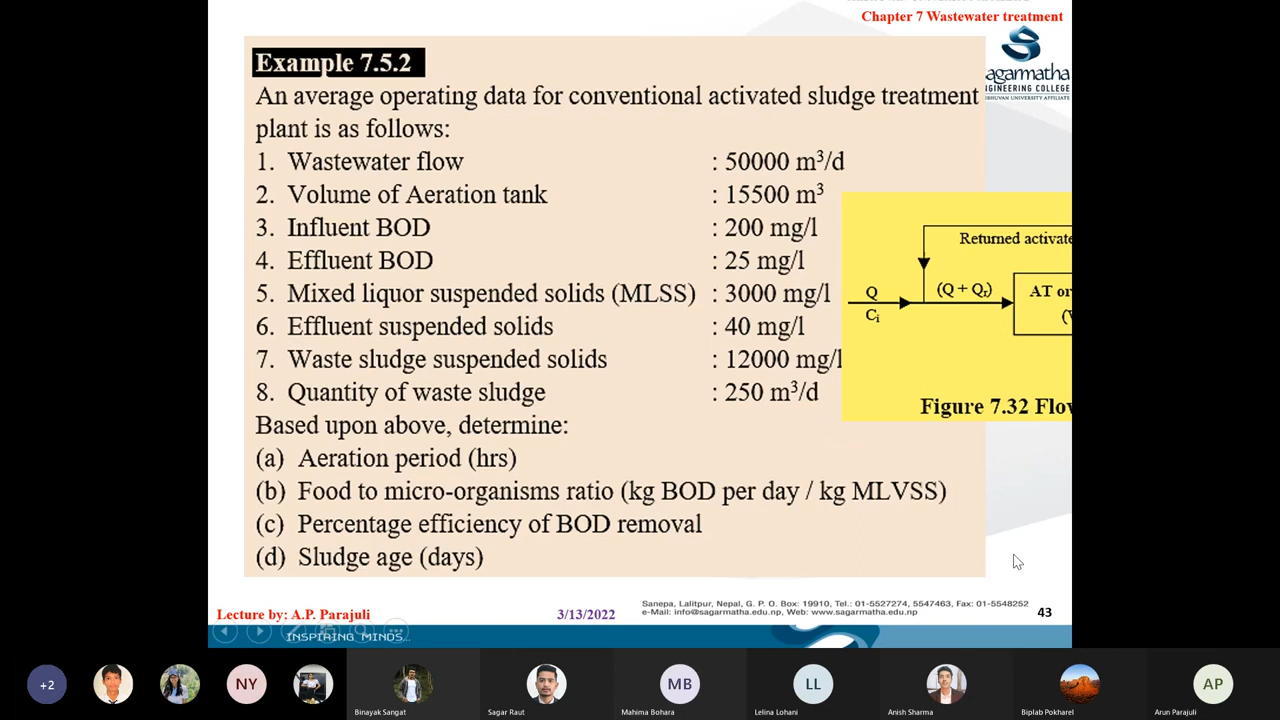 Chapter 7 Wastewater treatment
agarmatha
GINEERING COLLEGE
Example 7.5.2
An average operating data for conventional activated sludge treatment
plant is as follows:
1. Wastewater flow : 50000 m³/d
2. Volume of Aeration tank : 15500 m³
3. Influent BOD : 200 mg/l
4. Effluent BOD : 25 mg/l
5. Mixed liquor suspended solids (MLSS) : 3000 mg/l
6. Effluent suspended solids : 40 mg/l
7. Waste sludge suspended solids : 12000 mg/l
8. Quantity of waste sludge : 250 m³/d
Based upon above, determine:
(a) Aeration period (hrs)
(b) Food to micro-organisms ratio (kg BOD per day / kg MLVSS)
(c) Percentage efficiency of BOD removal
(d) Sludge age (days)
Returned activate
Q
(Q + Qᵣ)
AT or
Cᵢ
(V
Figure 7.32 Flow
Lecture by: A.P. Parajuli
3/13/2022
Sanepa, Lalitpur, Nepal, G. P. O. Box: 19910, Tel.: 01-5527274, 5547463, Fax: 01-5548252
e-Mail: info@sagarmatha.edu.np, Web: www.sagarmatha.edu.np
43
INSPIRING MINDS...
+2
NY
MB
LL
AP
Binayak Sangat
Sagar Raut
Mahima Bohara
Lelina Lohani
Anish Sharma
Biplab Pokharel
Arun Parajuli